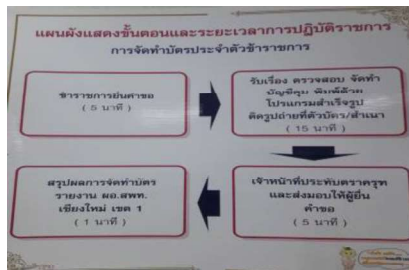 แผนผังแสดงขั้นตอนและระยะเวลาการปฏิบัติราชการ
การจัดทำบัตรประจำตัวข้าราชการ
ข้าราชการยื่นคำขอ
( 5 นาที )
รับเรื่อง ตรวจสอบ จัดทำ
บัญชีคุม พิมพ์ด้วย
โปรแกรมสำเร็จรูป
ติดรูปถ่ายที่ตัวบัตร/สำเนา
( 15 นาที )
สรุปผลการจัดทำบัตร
รายงาน ผอ.สพท.
เชียงใหม่ เขต 1
( 1 นาที )
เจ้าหน้าที่ประทับตราครุฑ
และส่งมอบให้ผู้ยื่น
คำขอ
( 5 นาที )